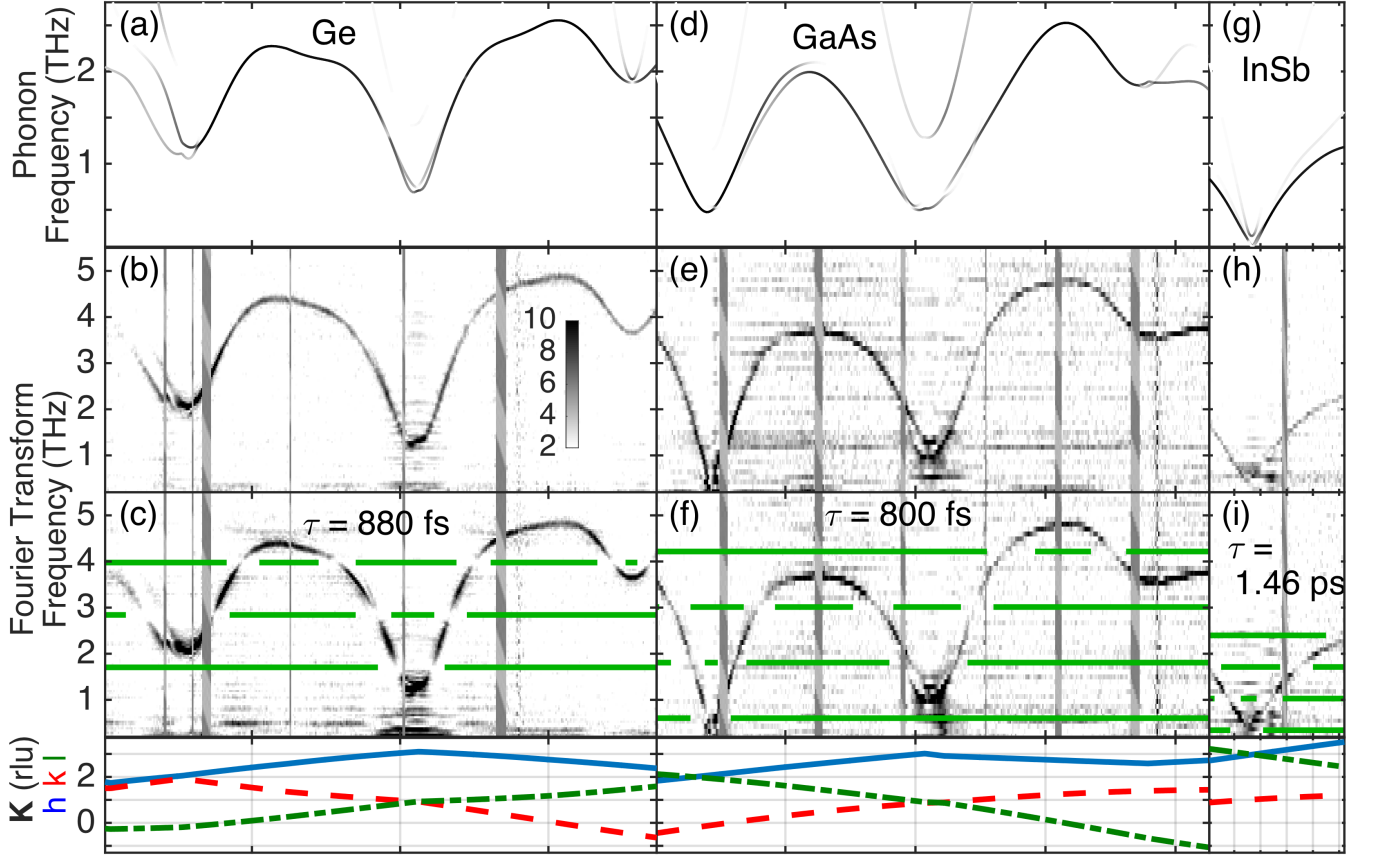 (a)
Ge
(d)
GaAs
(g)
InSb
Phonon
Frequency (THz)
2
1
(b)
(e)
(h)
5
4
3
2
1
10
8
6
4
2
Fourier Transform
Frequency (THz)
(c)
τ = 880 fs
(f)
τ = 800 fs
(i)
τ =
1.46 ps
5
4
3
2
1
K (rlu)
h k l
2
0